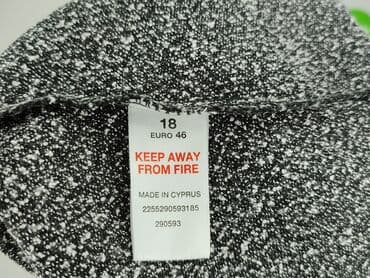 18
EURO 46
KEEP AWAY
FROM FIRE
MADE IN CYPRUS
2255290593185
290593